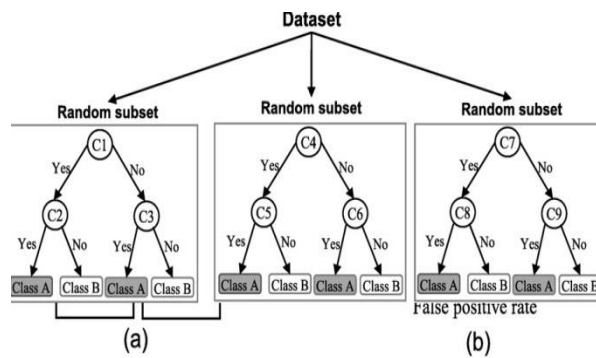 Dataset
Random subset Random subset Random subset
C1 C4 C7
Yes No Yes No Yes No
C2 C3 C5 C6 C8 C9
Yes No Yes No Yes No Yes No Yes No Yes No
Class A Class B Class A Class B Class A Class B Class A Class B Class A Class B Class A Class B
False positive rate
(a) (b)